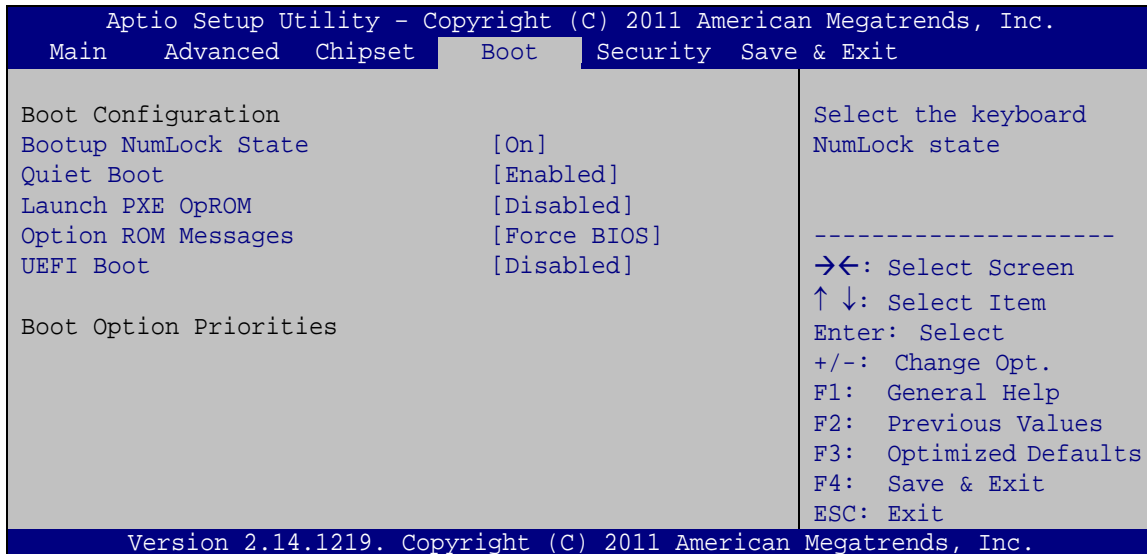 Aptio Setup Utility – Copyright (C) 2011 American Megatrends, Inc.
Main Advanced Chipset Boot Security Save & Exit
Boot Configuration
Bootup NumLock State [On]
Quiet Boot [Enabled]
Launch PXE OpROM [Disabled]
Option ROM Messages [Force BIOS]
UEFI Boot [Disabled]
Boot Option Priorities
Select the keyboard
NumLock state
---------------------
→←: Select Screen
↑ ↓: Select Item
Enter: Select
+/-: Change Opt.
F1: General Help
F2: Previous Values
F3: Optimized Defaults
F4: Save & Exit
ESC: Exit
Version 2.14.1219. Copyright (C) 2011 American Megatrends, Inc.